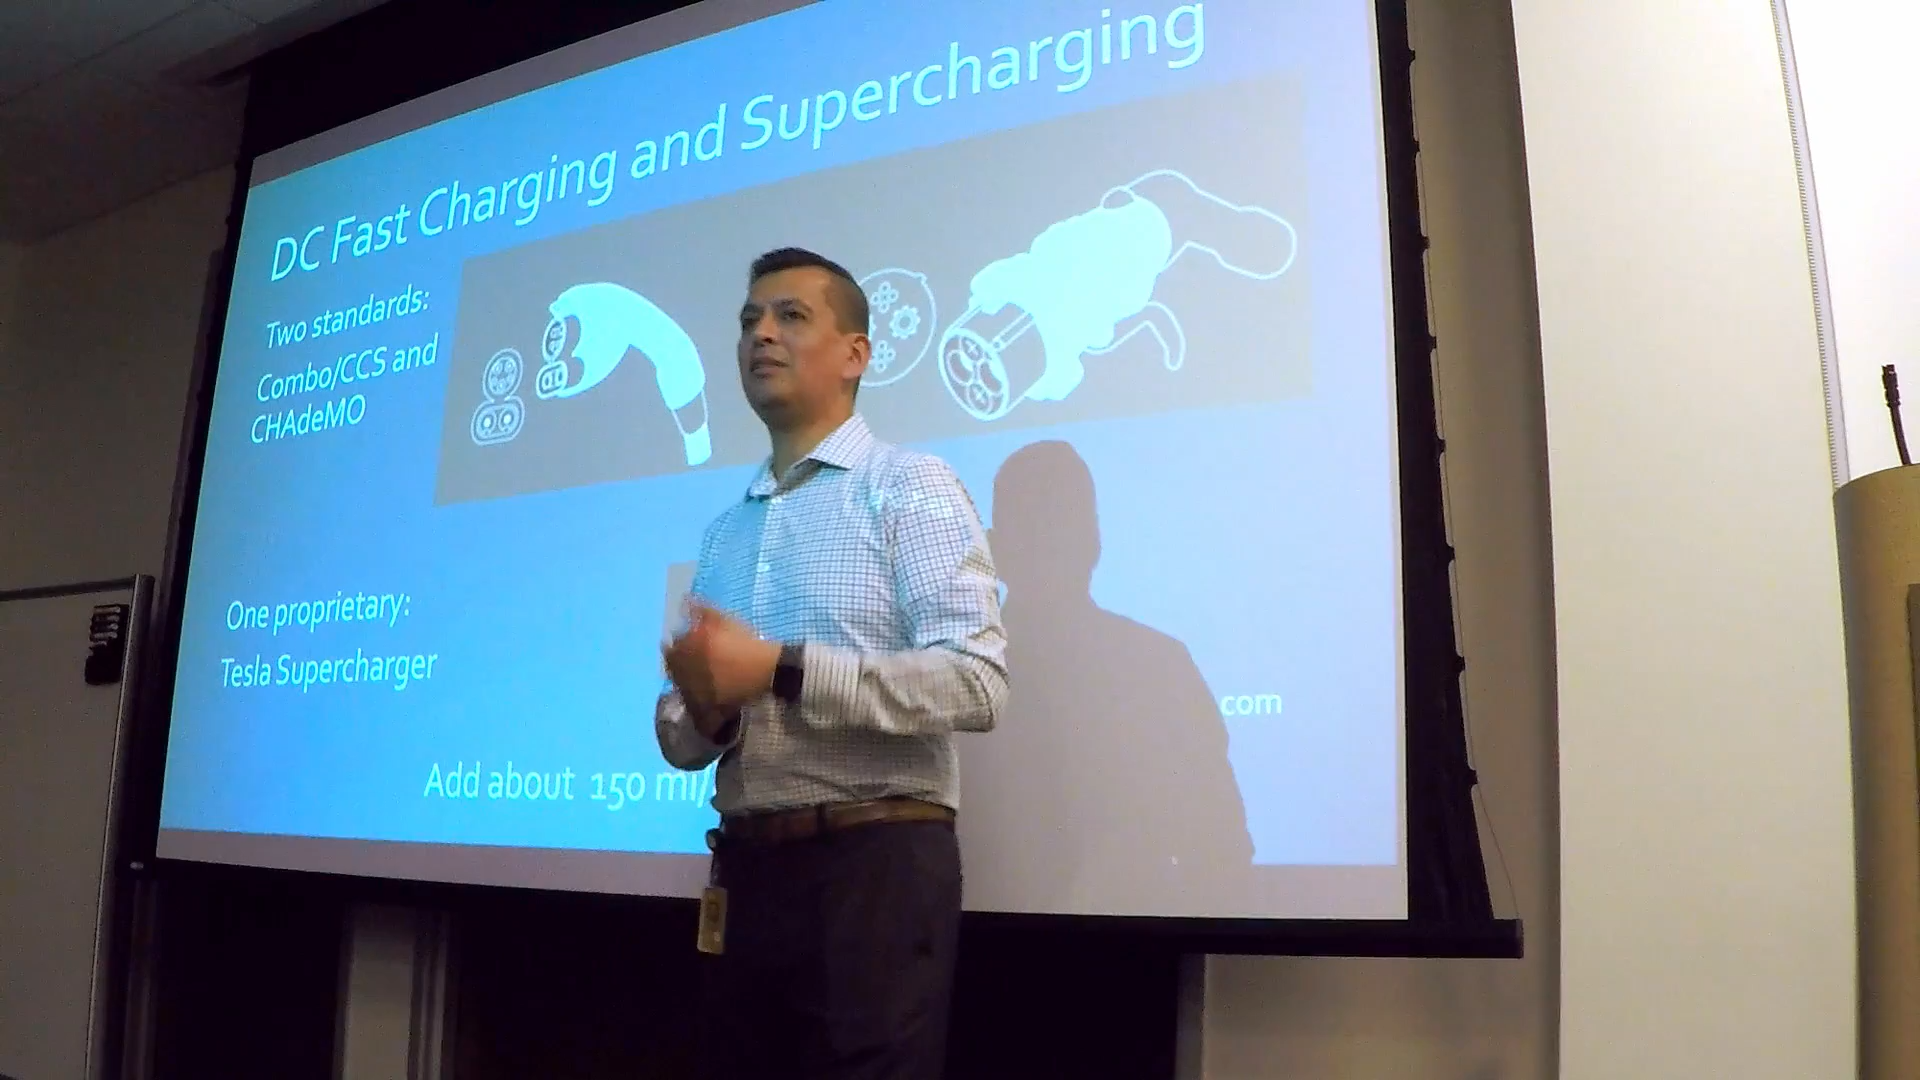 DC Fast Charging and Supercharging
Two standards:
Combo/CCS and
CHAdeMO
One proprietary:
Tesla Supercharger
.com
Add about 150 mi/